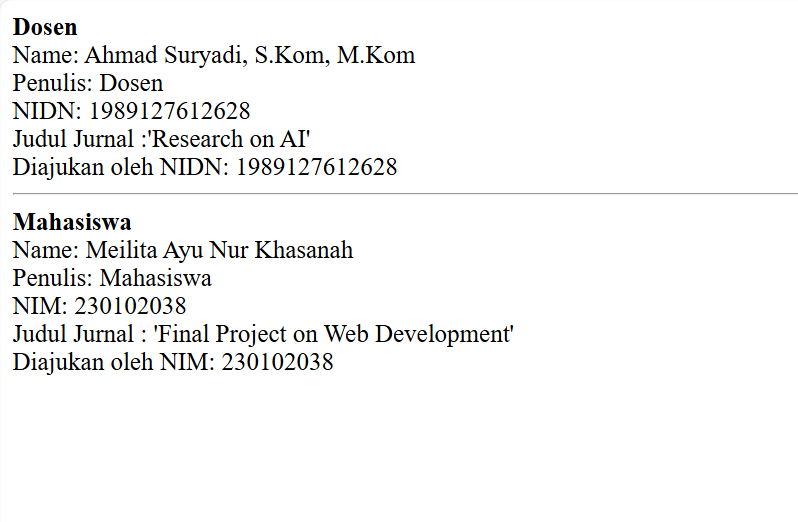 Dosen
Name: Ahmad Suryadi, S.Kom, M.Kom
Penulis: Dosen
NIDN: 1989127612628
Judul Jurnal :'Research on AI'
Diajukan oleh NIDN: 1989127612628
Mahasiswa
Name: Meilita Ayu Nur Khasanah
Penulis: Mahasiswa
NIM: 230102038
Judul Jurnal : 'Final Project on Web Development'
Diajukan oleh NIM: 230102038